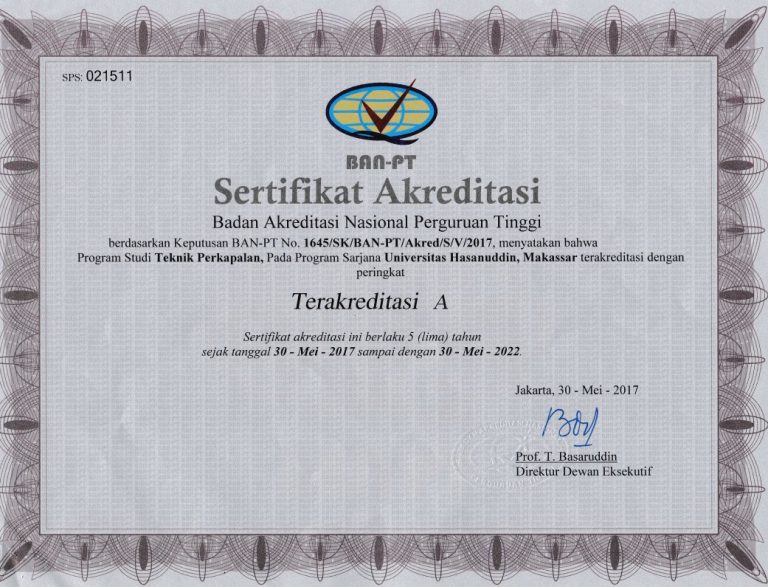 SPS: 021511
BAN-PT
Sertifikat Akreditasi
Badan Akreditasi Nasional Perguruan Tinggi
berdasarkan Keputusan BAN-PT No. 1645/SK/BAN-PT/Akred/S/V/2017, menyatakan bahwa
Program Studi Teknik Perkapalan, Pada Program Sarjana Universitas Hasanuddin, Makassar terakreditasi dengan
peringkat
Terakreditasi A
Sertifikat akreditasi ini berlaku 5 (lima) tahun
sejak tanggal 30 - Mei - 2017 sampai dengan 30 - Mei - 2022.
Jakarta, 30 - Mei - 2017
Prof. T. Basaruddin
Direktur Dewan Eksekutif